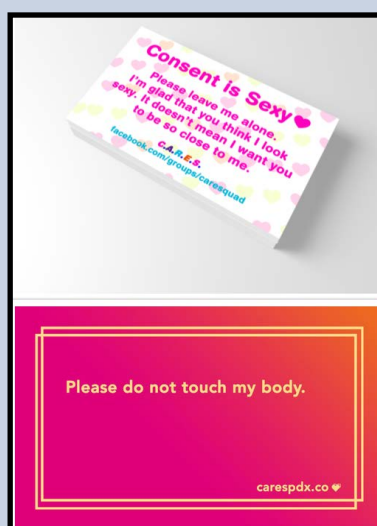 Consent is Sexy♥
Please leave me alone.
I'm glad that you think I look
sexy. It doesn't mean I want you
to be so close to me.
C.A.R.E.S.
facebook.com/groups/caresquad
Please do not touch my body.
carespdx.co